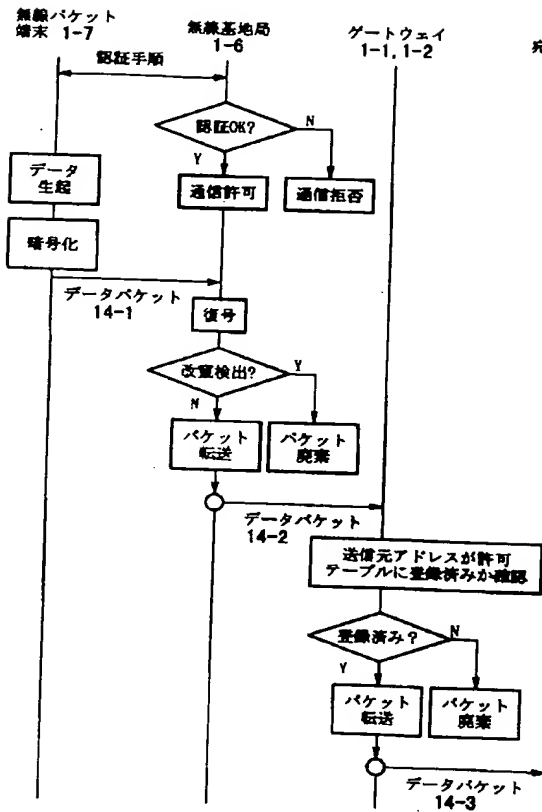 無線パケット
端末 1-7
無線基地局
1-6
ゲートウェイ
1-1, 1-2
宛
認証手順
認証OK?
N
Y
データ
生起
通信許可
通信拒否
暗号化
データパケット
14-1
復号
改竄検出?
Y
N
パケット
転送
パケット
廃棄
データパケット
14-2
送信元アドレスが許可
テーブルに登録済みか確認
登録済み?
N
Y
パケット
転送
パケット
廃棄
データパケット
14-3